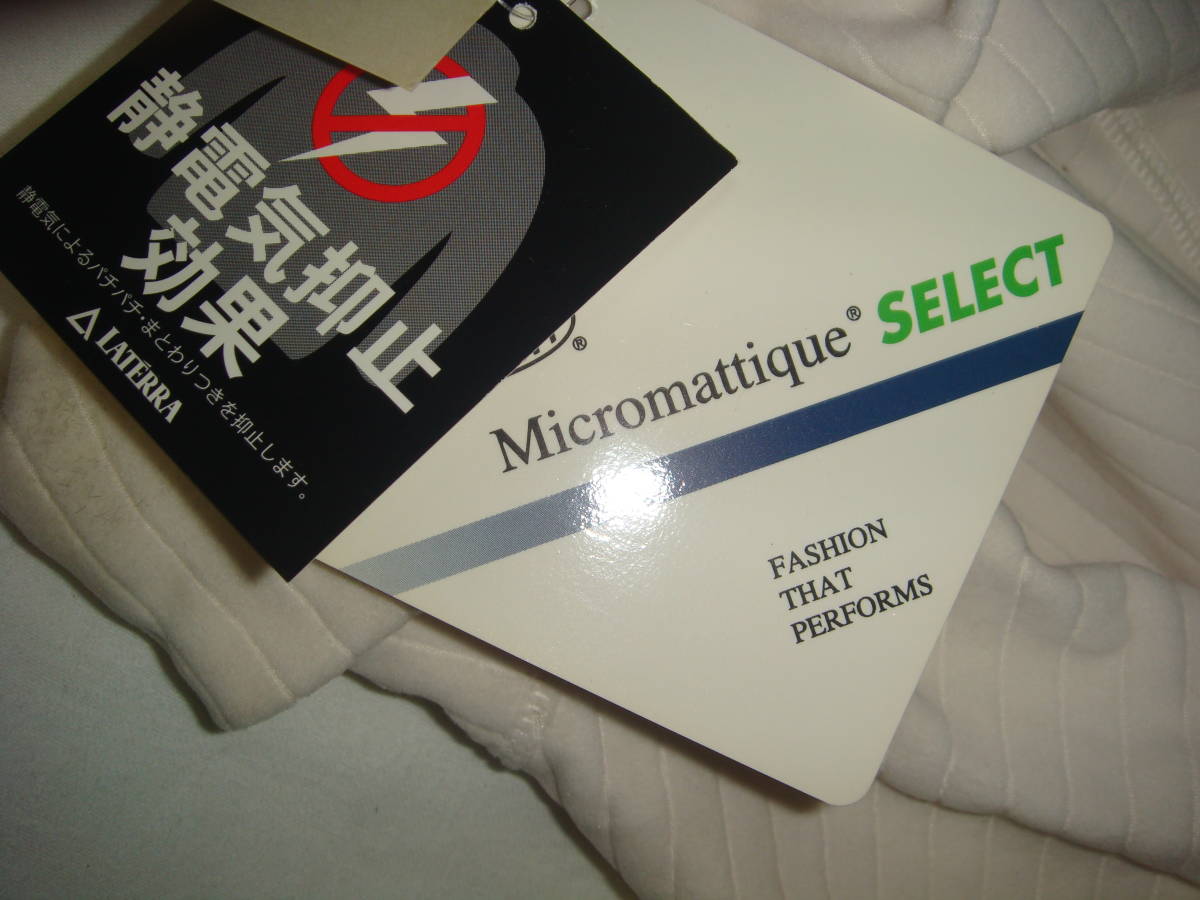 静電気抑止
効果
静電気によるパチパチ・まとわりつきを抑止します。
LATERRA
®
Micromattique® SELECT
FASHION
THAT
PERFORMS